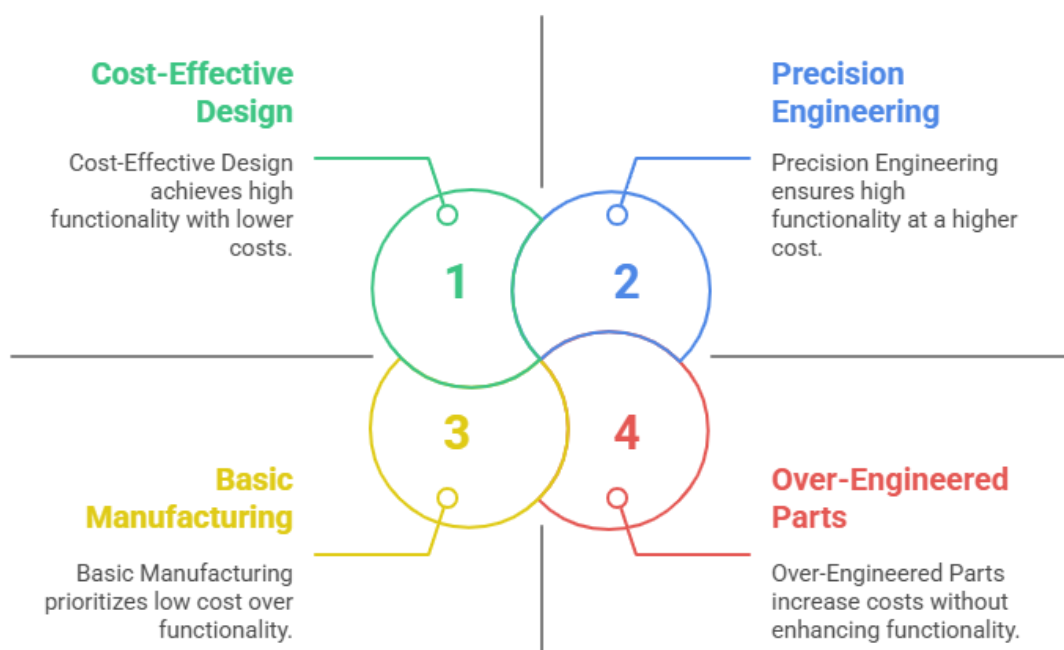 Cost-Effective
Design
Cost-Effective Design
achieves high
functionality with lower
costs.
Precision
Engineering
Precision Engineering
ensures high
functionality at a higher
cost.
1
2
3
4
Basic
Manufacturing
Basic Manufacturing
prioritizes low cost over
functionality.
Over-Engineered
Parts
Over-Engineered Parts
increase costs without
enhancing functionality.